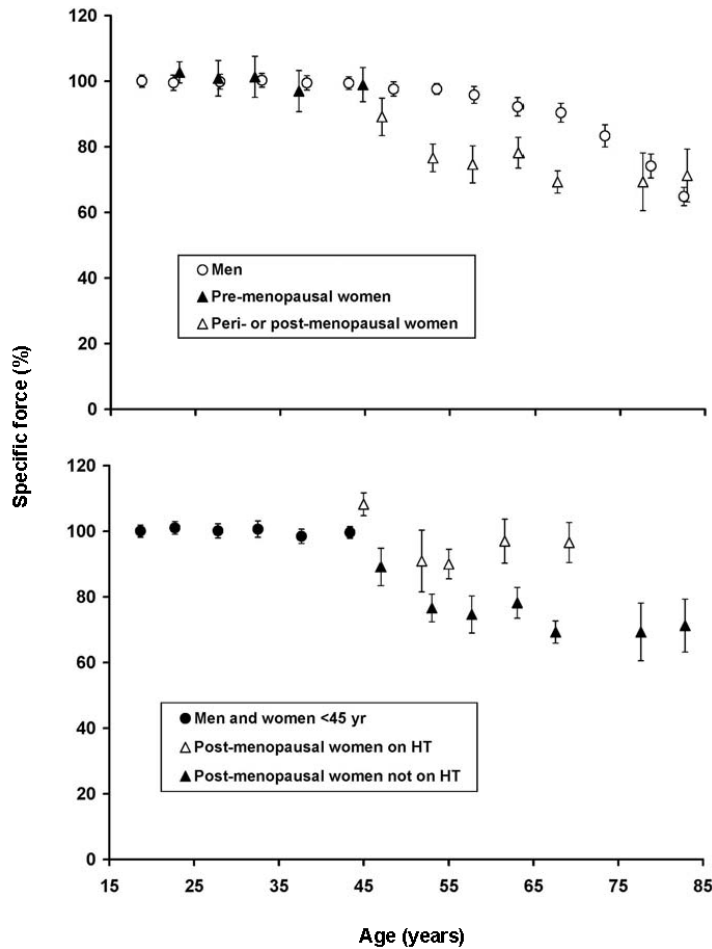 120
100
80
60
40
20
0
Men
Pre-menopausal women
Peri- or post-menopausal women
Specific force (%)
120
100
80
60
40
20
0
Men and women <45 yr
Post-menopausal women on HT
Post-menopausal women not on HT
15 25 35 45 55 65 75 85
Age (years)